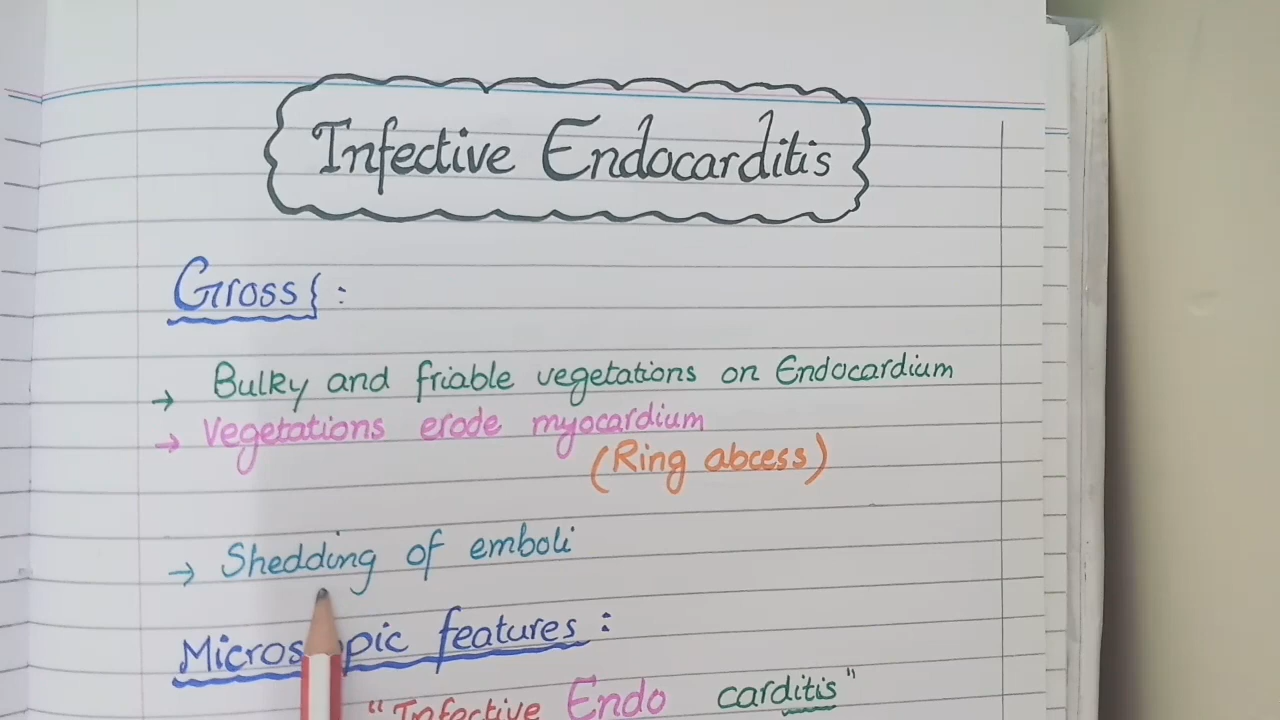 Infective Endocarditis
Gross :
→ Bulky and friable vegetations on Endocardium
→ Vegetations erode myocardium
(Ring abcess)
→ Shedding of emboli
features :
"Infective Endo carditis"